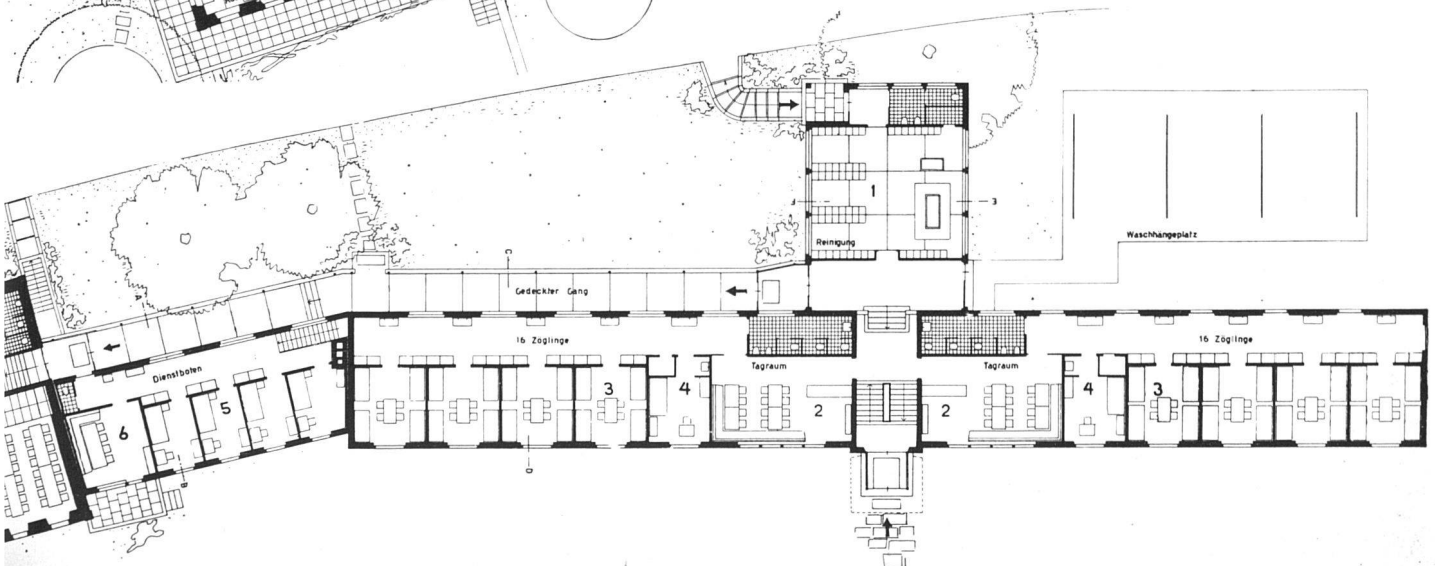 1
E
E
Reinigung
Waschhängeplatz
C
Gedeckter Gang
A
16 Zöglinge
16 Zöglinge
Dienstboten
Tagraum
Tagraum
3
4
4
3
5
2
2
6
D
B